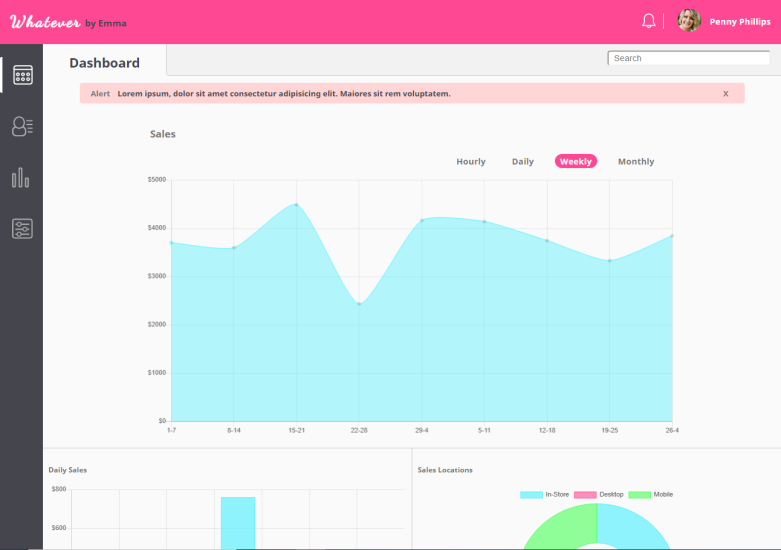 Whatever by Emma
Penny Phillips
Dashboard
Search
Alert Lorem ipsum, dolor sit amet consectetur adipisicing elit. Maiores sit rem voluptatem. x
Sales
Hourly Daily Weekly Monthly
$5000
$4000
$3000
$2000
$1000
$0
1-7 8-14 15-21 22-28 29-4 5-11 12-18 19-25 26-4
Daily Sales
$800
$600
Sales Locations
In-Store Desktop Mobile